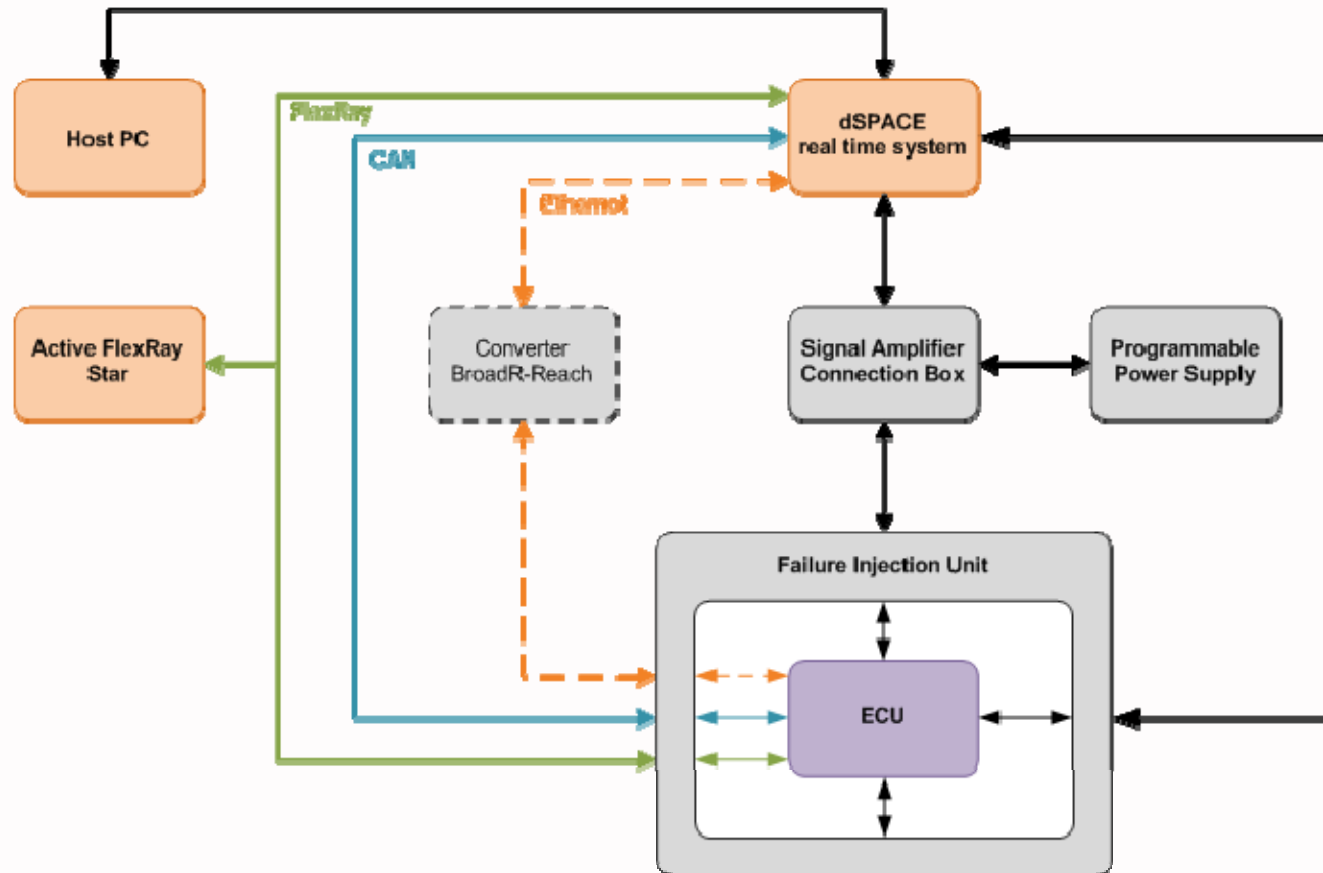 Host PC
FlexRay
dSPACE
real time system
CAN
Ethernet
Active FlexRay
Star
Converter
BroadR-Reach
Signal Amplifier
Connection Box
Programmable
Power Supply
Failure Injection Unit
ECU